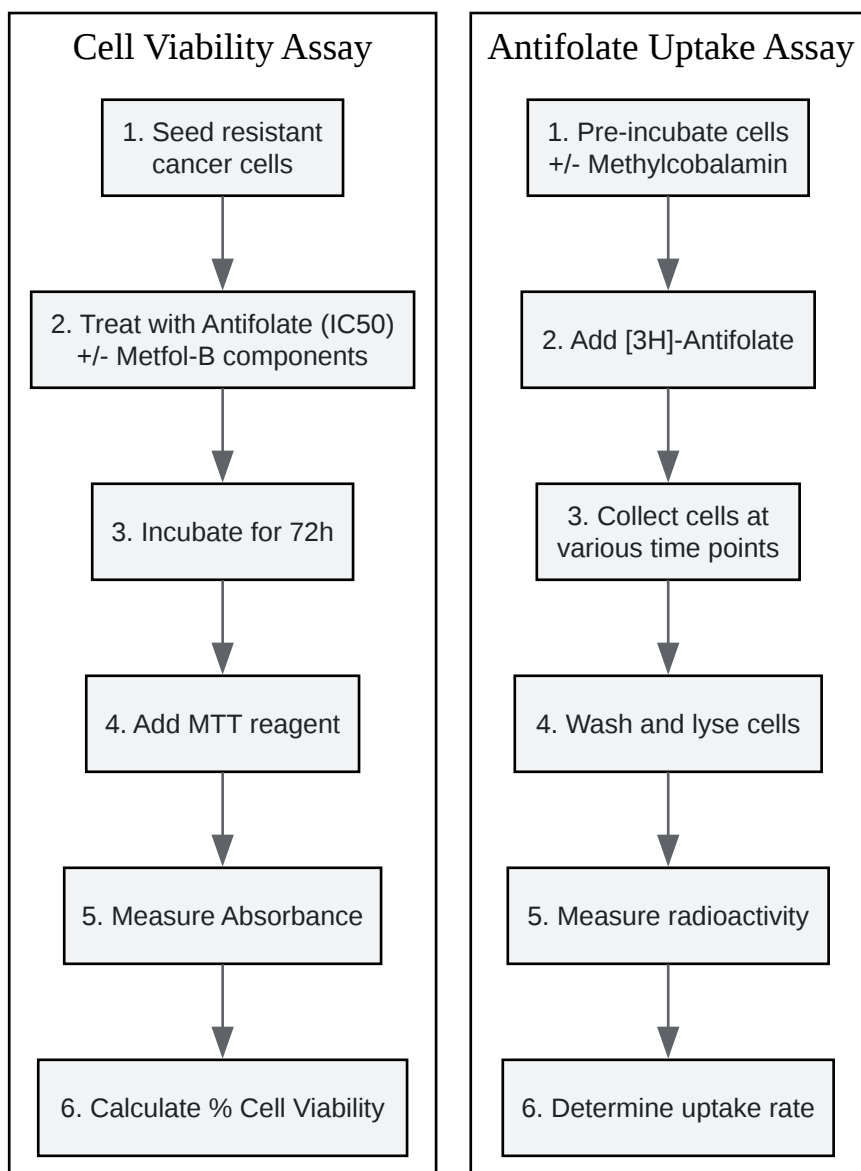 Cell Viability Assay
1. Seed resistant
cancer cells
2. Treat with Antifolate (IC50)
+/- Metfol-B components
3. Incubate for 72h
4. Add MTT reagent
5. Measure Absorbance
6. Calculate % Cell Viability
Antifolate Uptake Assay
1. Pre-incubate cells
+/- Methylcobalamin
2. Add [3H]-Antifolate
3. Collect cells at
various time points
4. Wash and lyse cells
5. Measure radioactivity
6. Determine uptake rate